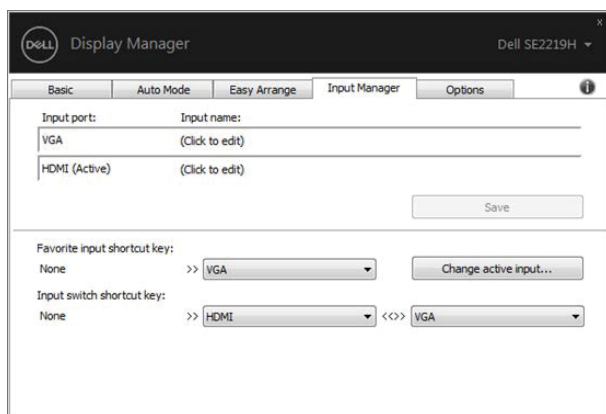 DELL Display Manager Dell SE2219H
x
Basic Auto Mode Easy Arrange Input Manager Options i
Input port: Input name:
VGA (Click to edit)
HDMI (Active) (Click to edit)
Save
Favorite input shortcut key:
None >> VGA Change active input...
Input switch shortcut key:
None >> HDMI <<>> VGA